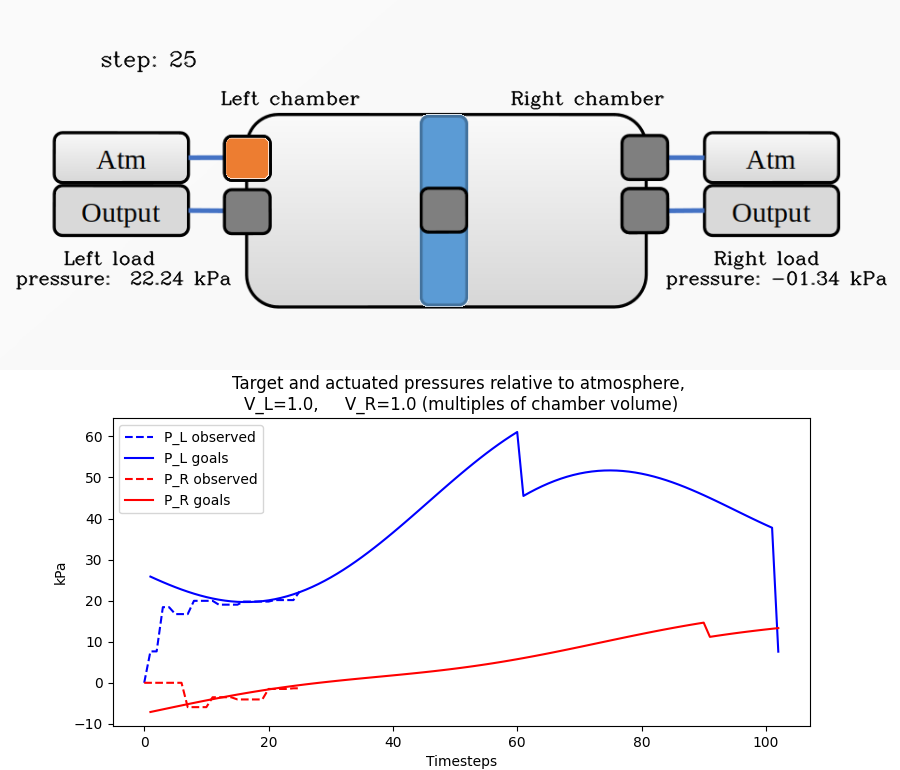 step: 25
Left chamber
Right chamber
Atm
Atm
Output
Output
Left load
pressure:  22.24 kPa
Right load
pressure: −01.34 kPa
Target and actuated pressures relative to atmosphere,
V_L=1.0,     V_R=1.0 (multiples of chamber volume)
P_L observed
P_L goals
P_R observed
P_R goals
60
50
40
30
20
10
0
−10
kPa
0
20
40
60
80
100
Timesteps